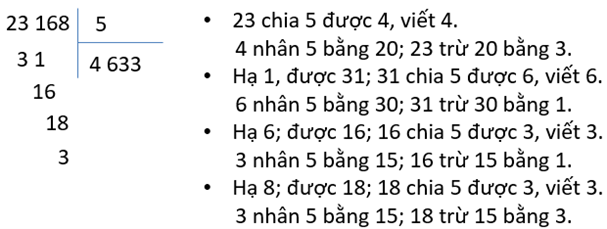 23 168 5
3 1 4 633
16
18
3
• 23 chia 5 được 4, viết 4.
4 nhân 5 bằng 20; 23 trừ 20 bằng 3.
• Hạ 1, được 31; 31 chia 5 được 6, viết 6.
6 nhân 5 bằng 30; 31 trừ 30 bằng 1.
• Hạ 6; được 16; 16 chia 5 được 3, viết 3.
3 nhân 5 bằng 15; 16 trừ 15 bằng 1.
• Hạ 8; được 18; 18 chia 5 được 3, viết 3.
3 nhân 5 bằng 15; 18 trừ 15 bằng 3.